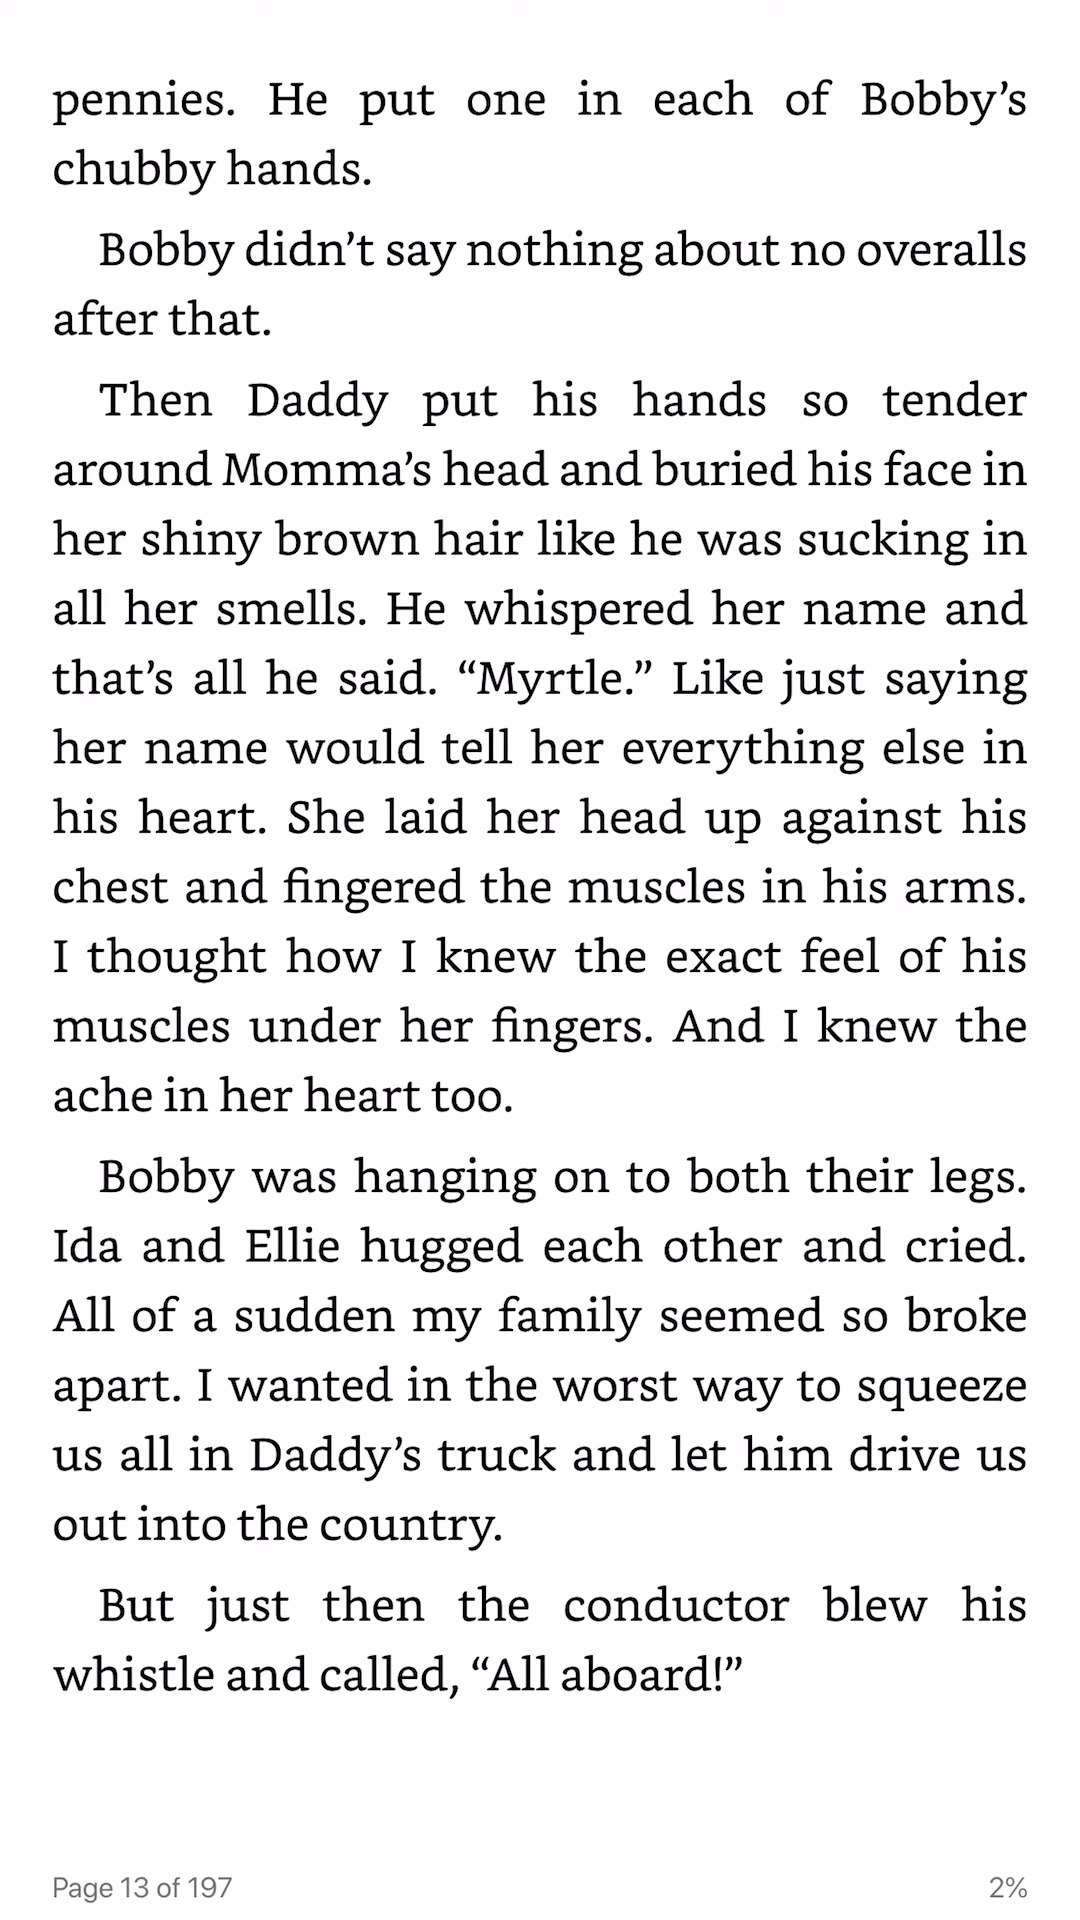 pennies. He put one in each of Bobby’s
chubby hands.
Bobby didn’t say nothing about no overalls
after that.
Then Daddy put his hands so tender
around Momma’s head and buried his face in
her shiny brown hair like he was sucking in
all her smells. He whispered her name and
that’s all he said. “Myrtle.” Like just saying
her name would tell her everything else in
his heart. She laid her head up against his
chest and fingered the muscles in his arms.
I thought how I knew the exact feel of his
muscles under her fingers. And I knew the
ache in her heart too.
Bobby was hanging on to both their legs.
Ida and Ellie hugged each other and cried.
All of a sudden my family seemed so broke
apart. I wanted in the worst way to squeeze
us all in Daddy’s truck and let him drive us
out into the country.
But just then the conductor blew his
whistle and called, “All aboard!”
Page 13 of 197 2%